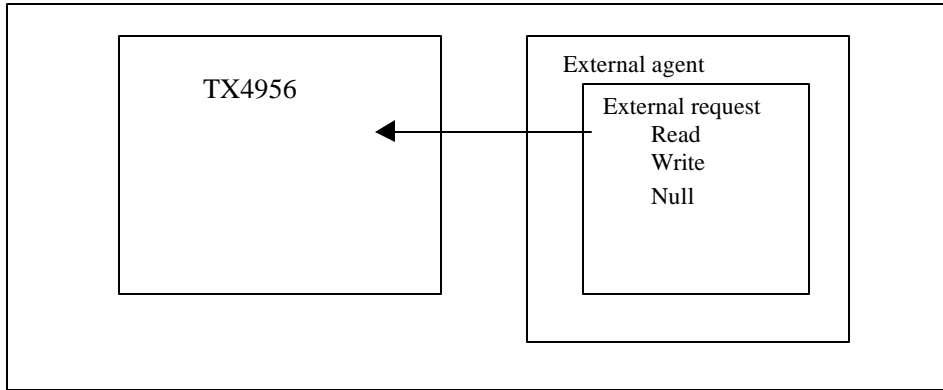 TX4956
External agent
External request
Read
Write
Null